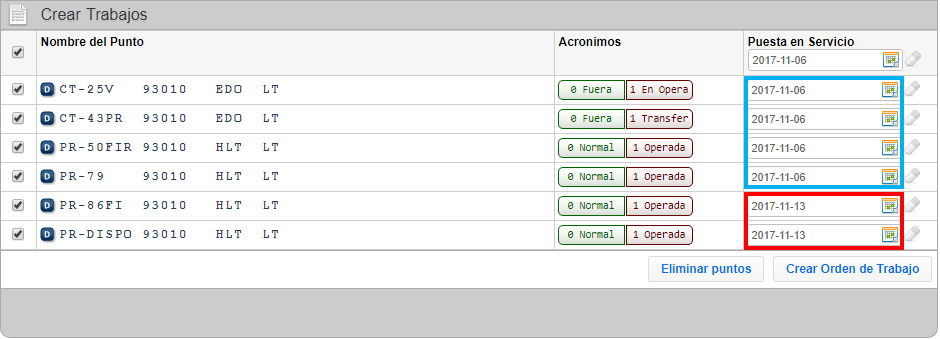 Crear Trabajos
Nombre del Punto Acronimos Puesta en Servicio
2017-11-06
D CT-25V 93010 EDO LT 0 Fuera 1 En Opera 2017-11-06
D CT-43PR 93010 EDO LT 0 Fuera 1 Transfer 2017-11-06
D PR-50FIR 93010 HLT LT 0 Normal 1 Operada 2017-11-06
D PR-79 93010 HLT LT 0 Normal 1 Operada 2017-11-06
D PR-86FI 93010 HLT LT 0 Normal 1 Operada 2017-11-13
D PR-DISPO 93010 HLT LT 0 Normal 1 Operada 2017-11-13
Eliminar puntos Crear Orden de Trabajo